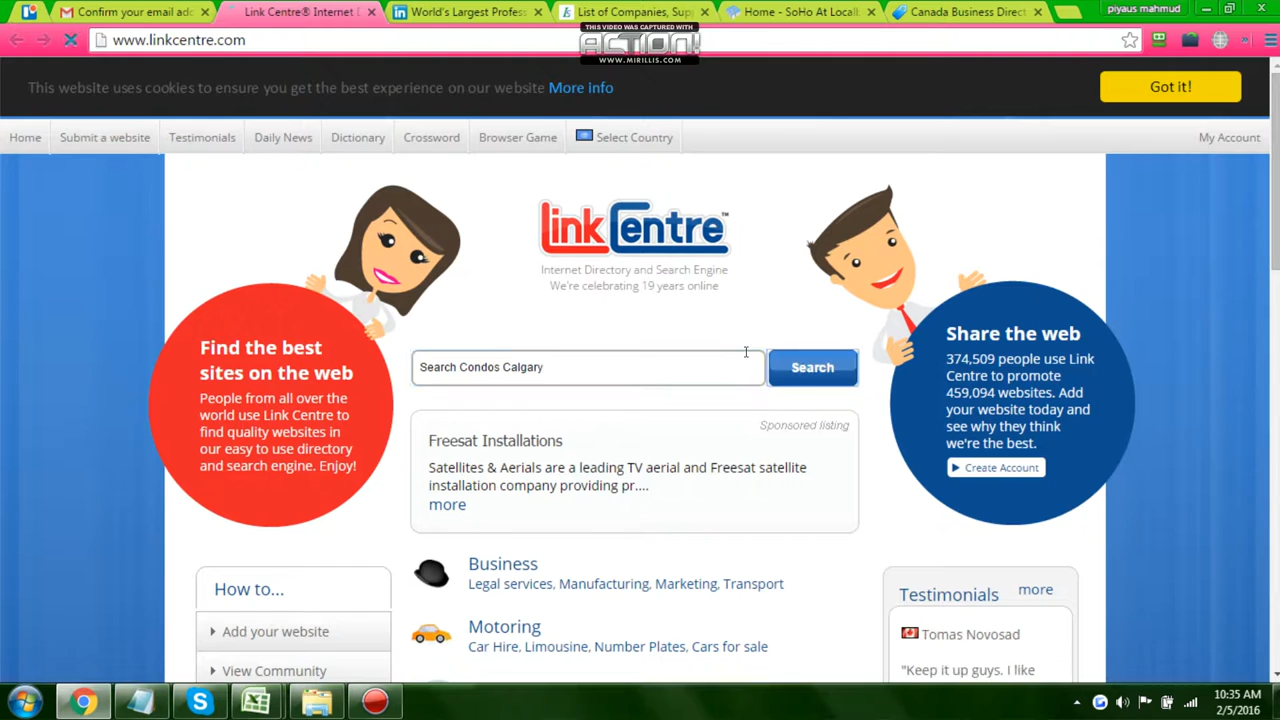 Confirm your email ad
Link Centre® Internet D
World's Largest Profess
List of Companies, Sup
Home - SoHo At Locall
Canada Business Direct
piyaus mahmud
www.linkcentre.com
THIS VIDEO WAS CAPTURED WITH
ACTION!
WWW.MIRILLIS.COM
This website uses cookies to ensure you get the best experience on our website More info
Got it!
Home
Submit a website
Testimonials
Daily News
Dictionary
Crossword
Browser Game
Select Country
My Account
LinkCentre™
Internet Directory and Search Engine
We're celebrating 19 years online
Find the best
sites on the web
People from all over the
world use Link Centre to
find quality websites in
our easy to use directory
and search engine. Enjoy!
Search Condos Calgary
Search
Share the web
374,509 people use Link
Centre to promote
459,094 websites. Add
your website today and
see why they think
we're the best.
Create Account
Sponsored listing
Freesat Installations
Satellites & Aerials are a leading TV aerial and Freesat satellite
installation company providing pr....
more
Business
Legal services, Manufacturing, Marketing, Transport
Motoring
Car Hire, Limousine, Number Plates, Cars for sale
How to...
Add your website
View Community
Testimonials
more
Tomas Novosad
"Keep it up guys. I like
10:35 AM
2/5/2016